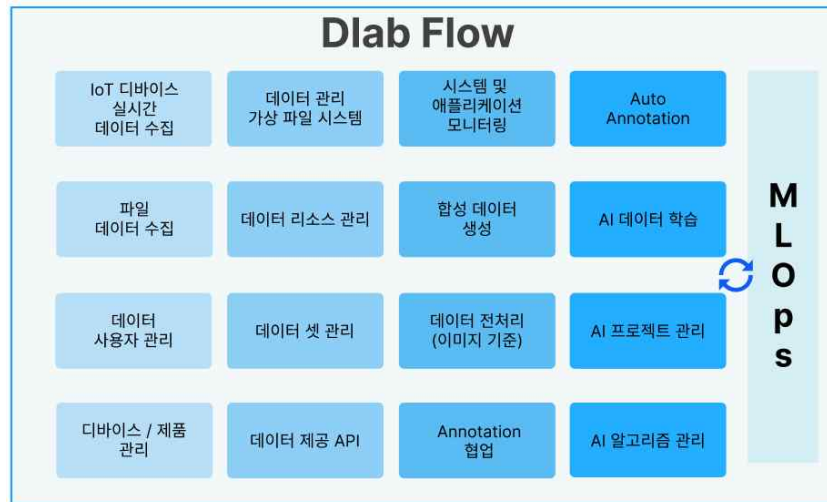 Dlab Flow
IoT 디바이스
실시간
데이터 수집
데이터 관리
가상 파일 시스템
시스템 및
애플리케이션
모니터링
Auto
Annotation
파일
데이터 수집
데이터 리소스 관리
합성 데이터
생성
AI 데이터 학습
데이터
사용자 관리
데이터 셋 관리
데이터 전처리
(이미지 기준)
AI 프로젝트 관리
디바이스 / 제품
관리
데이터 제공 API
Annotation
협업
AI 알고리즘 관리
M
L
O
p
s